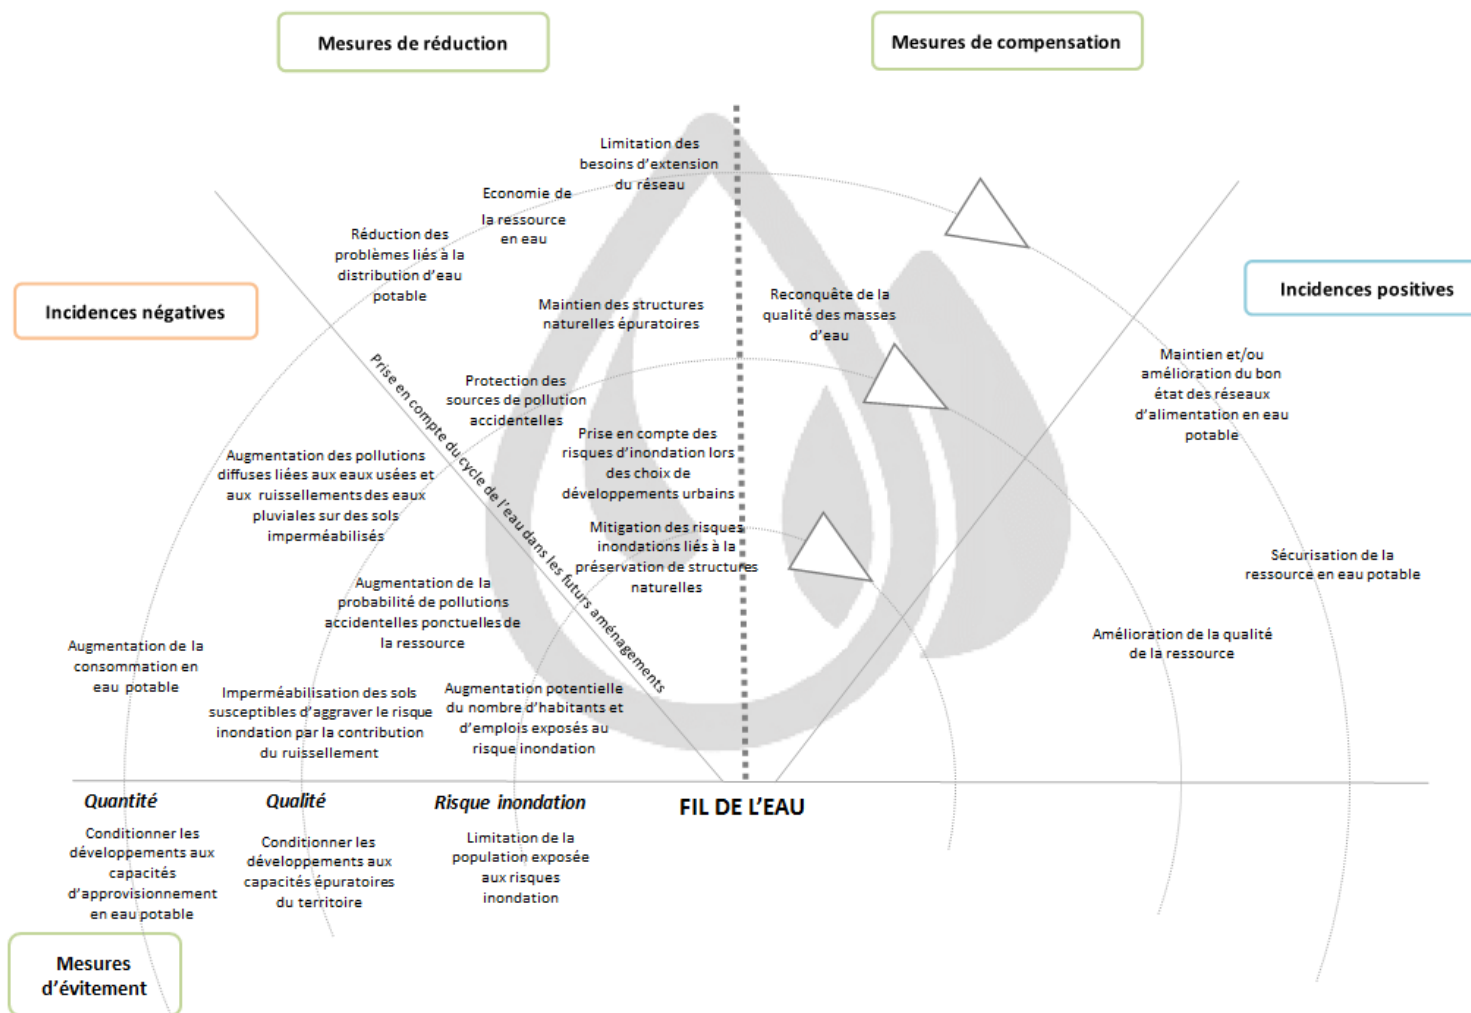 Mesures de réduction
Mesures de compensation
Limitation des
besoins d'extension
du réseau
Economie de
la ressource
en eau
Réduction des
problèmes liés à la
distribution d'eau
potable
Incidences négatives
Incidences positives
Maintien des structures
naturelles épuratoires
Reconquête de la
qualité des masses
d'eau
Maintien et/ou
amélioration du bon
état des réseaux
d'alimentation en eau
potable
Prise en compte du cycle de l'eau dans les futurs aménagements
Protection des
sources de pollution
accidentelles
Prise en compte des
risques d'inondation lors
des choix de
développements urbains
Augmentation des pollutions
diffuses liées aux eaux usées et
aux ruissellements des eaux
pluviales sur des sols
imperméabilisés
Mitigation des risques
inondations liés à la
préservation de structures
naturelles
Sécurisation de la
ressource en eau potable
Augmentation de la
probabilité de pollutions
accidentelles ponctuelles de
la ressource
Amélioration de la qualité
de la ressource
Augmentation de la
consommation en
eau potable
Imperméabilisation des sols
susceptibles d'aggraver le risque
inondation par la contribution
du ruissellement
Augmentation potentielle
du nombre d'habitants et
d'emplois exposés au
risque inondation
Quantité
Qualité
Risque inondation
FIL DE L'EAU
Conditionner les
développements aux
capacités
d'approvisionnement
en eau potable
Conditionner les
développements aux
capacités épuratoires
du territoire
Limitation de la
population exposée
aux risques
inondation
Mesures
d'évitement